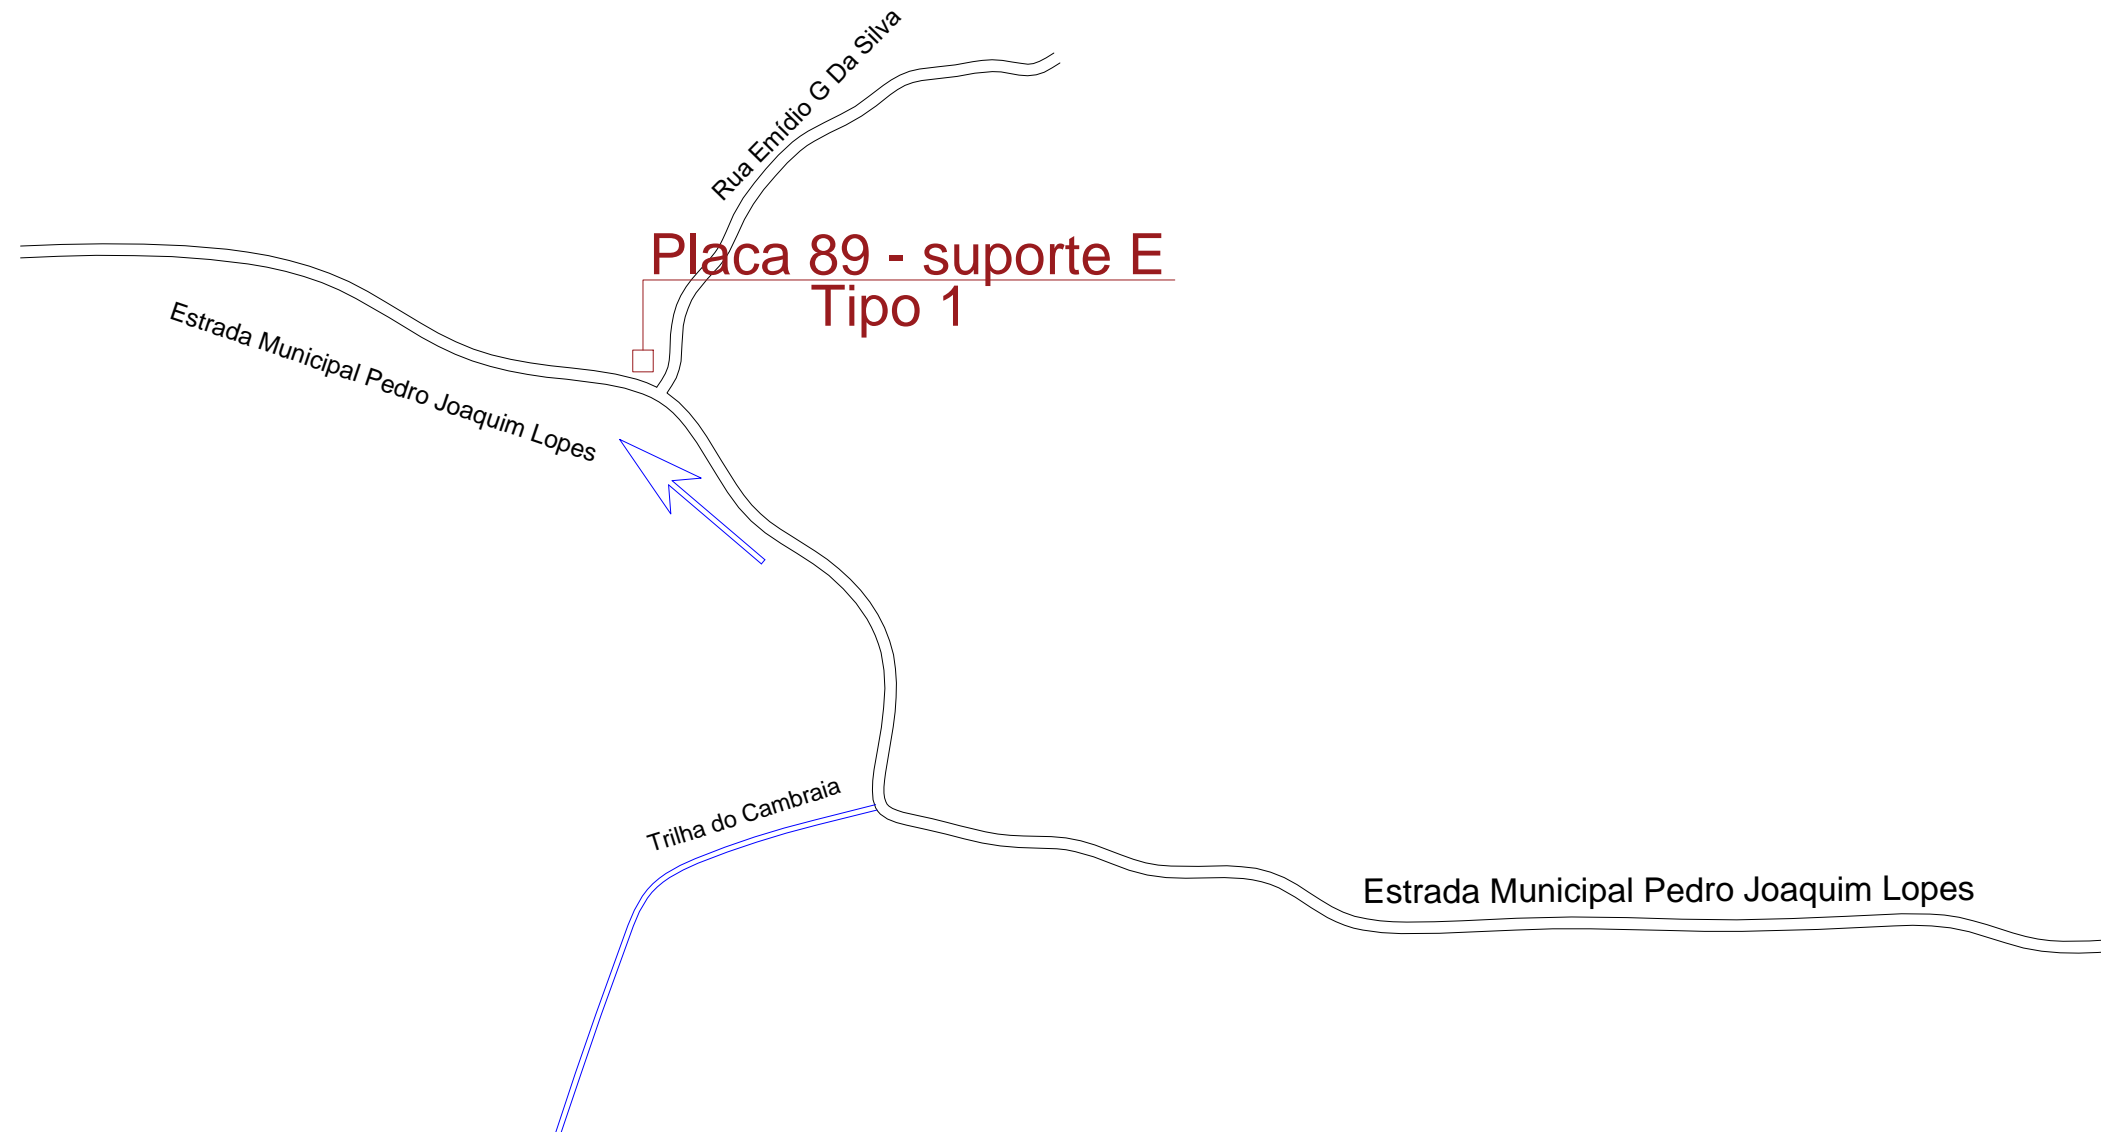 Rua Emídio G Da Silva
Placa 89 - suporte E
Tipo 1
Estrada Municipal Pedro Joaquim Lopes
Trilha do Cambraia
Estrada Municipal Pedro Joaquim Lopes